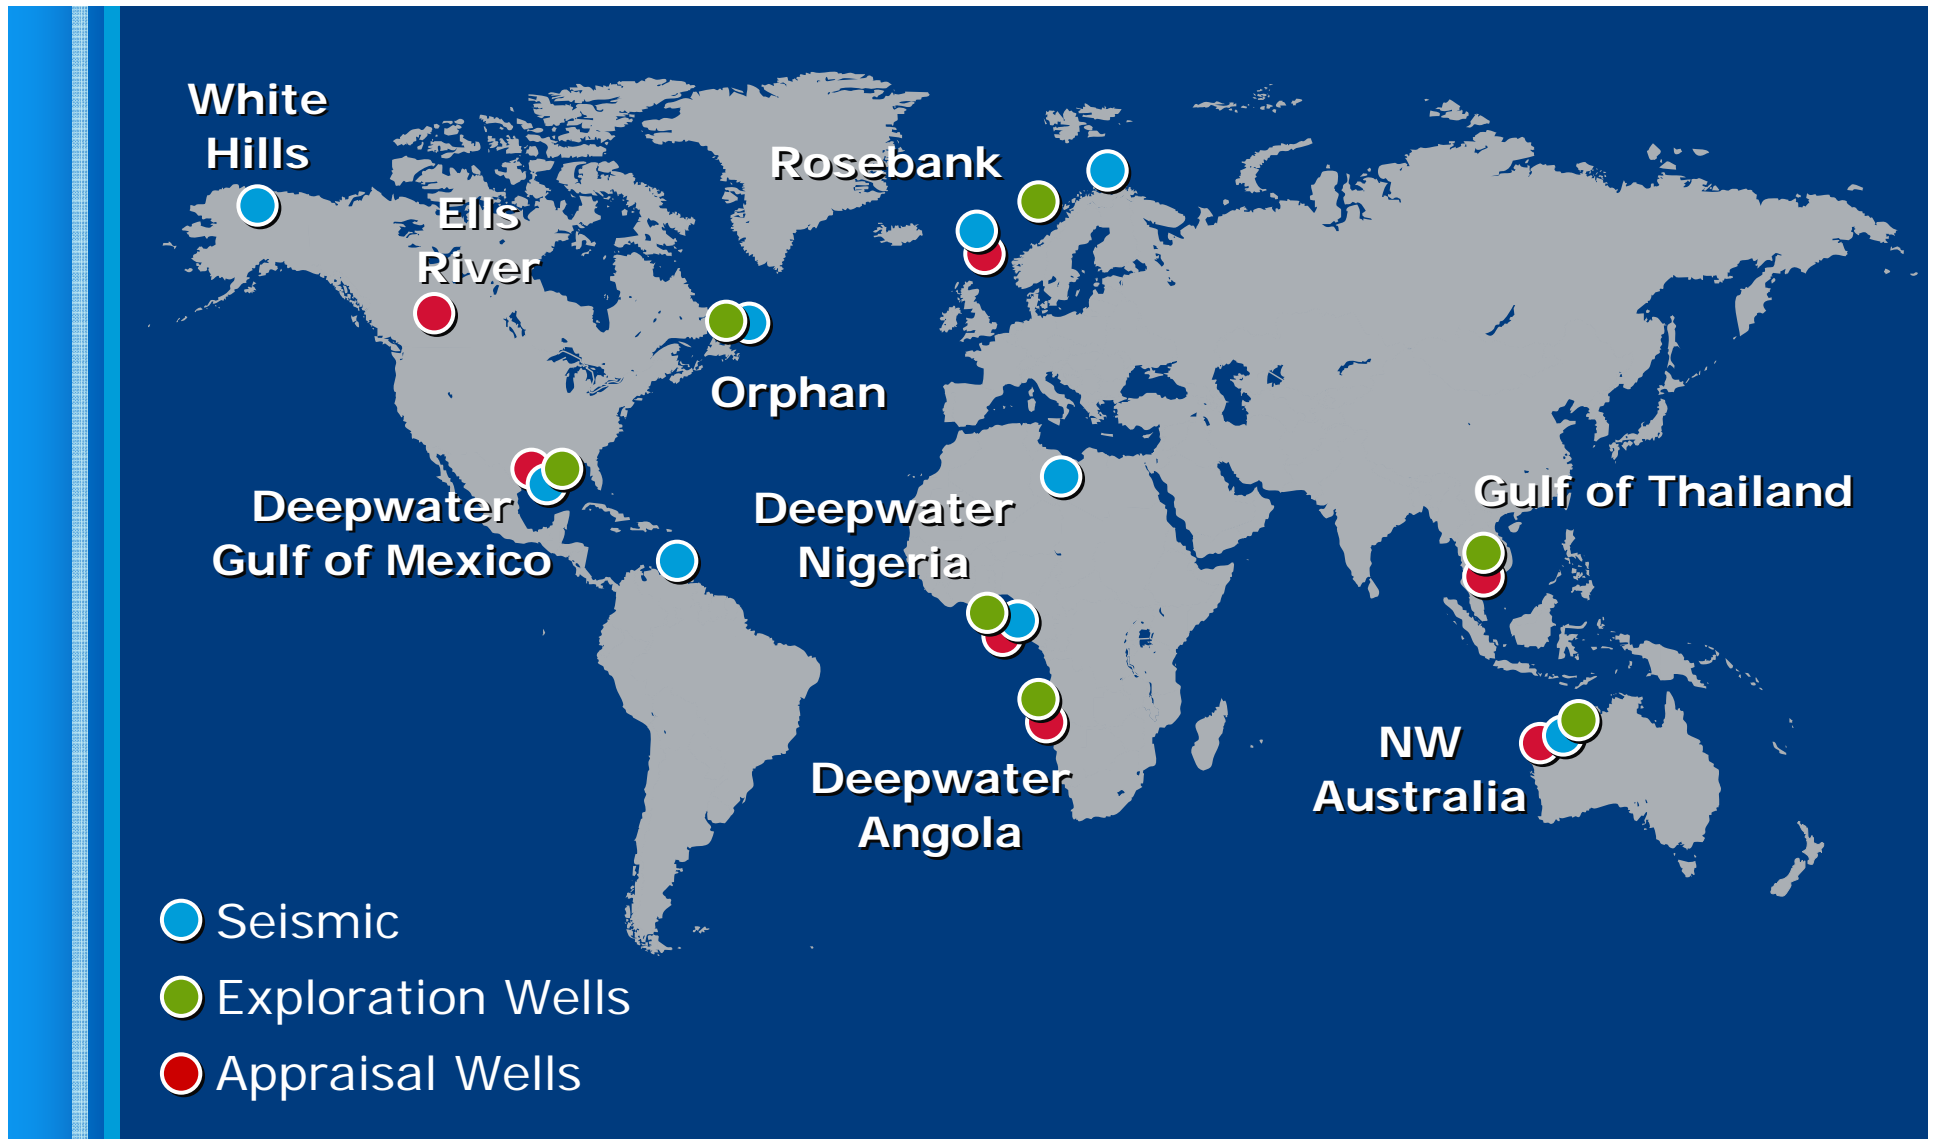 White
Hills
Rosebank
Ells
River
Orphan
Deepwater
Gulf of Mexico
Deepwater
Nigeria
Gulf of Thailand
NW
Australia
Deepwater
Angola
Seismic
Exploration Wells
Appraisal Wells